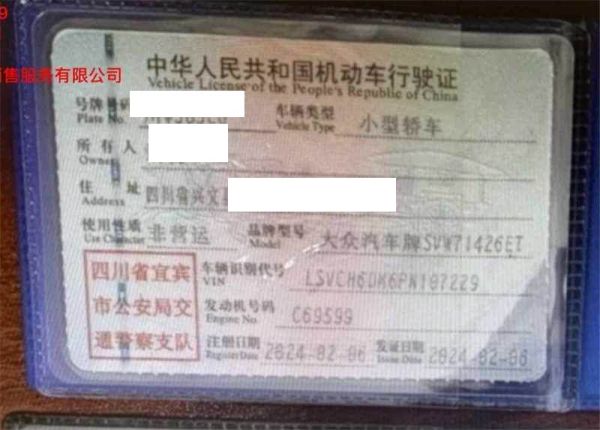 9
销售服务有限公司
中华人民共和国机动车行驶证
Vehicle License of the People's Republic of China
号牌号码 车辆类型 小型轿车
Plate No. Vehicle Type
所有人
Owner
住址 四川省兴文县
Address
使用性质 非营运 品牌型号 大众汽车牌SVW71426ET
Use Character Model
四川省宜宾市公安局交通警察支队
车辆识别代号 LSVCH6DM6PN107229
VIN
发动机号码 C69599
Engine No.
注册日期 2024-02-06 发证日期 2024-02-06
Register Date Issue Date